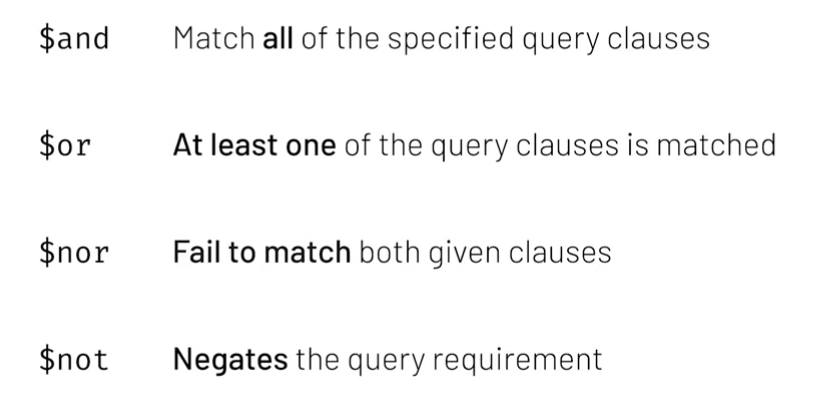 $and Match all of the specified query clauses
$or At least one of the query clauses is matched
$nor Fail to match both given clauses
$not Negates the query requirement